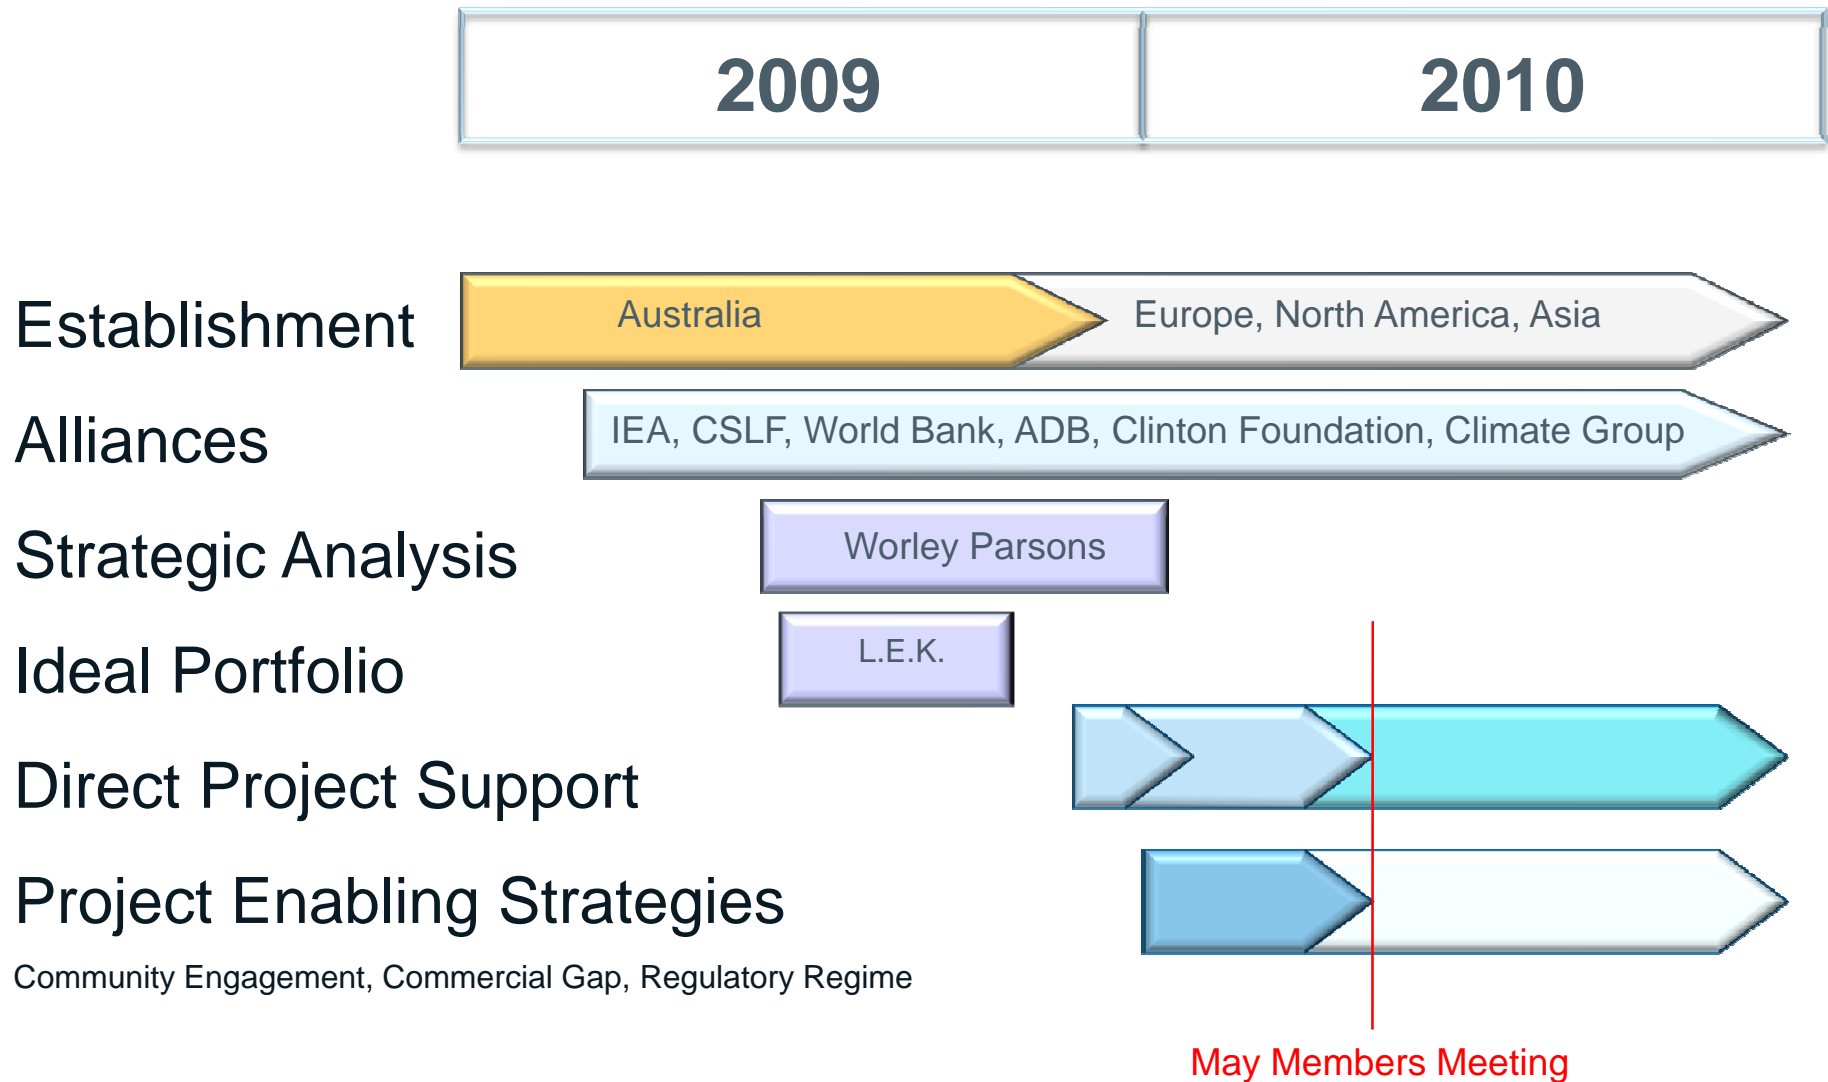 2009 2010
Establishment Australia Europe, North America, Asia
Alliances IEA, CSLF, World Bank, ADB, Clinton Foundation, Climate Group
Strategic Analysis Worley Parsons
Ideal Portfolio L.E.K.
Direct Project Support
Project Enabling Strategies
Community Engagement, Commercial Gap, Regulatory Regime
May Members Meeting